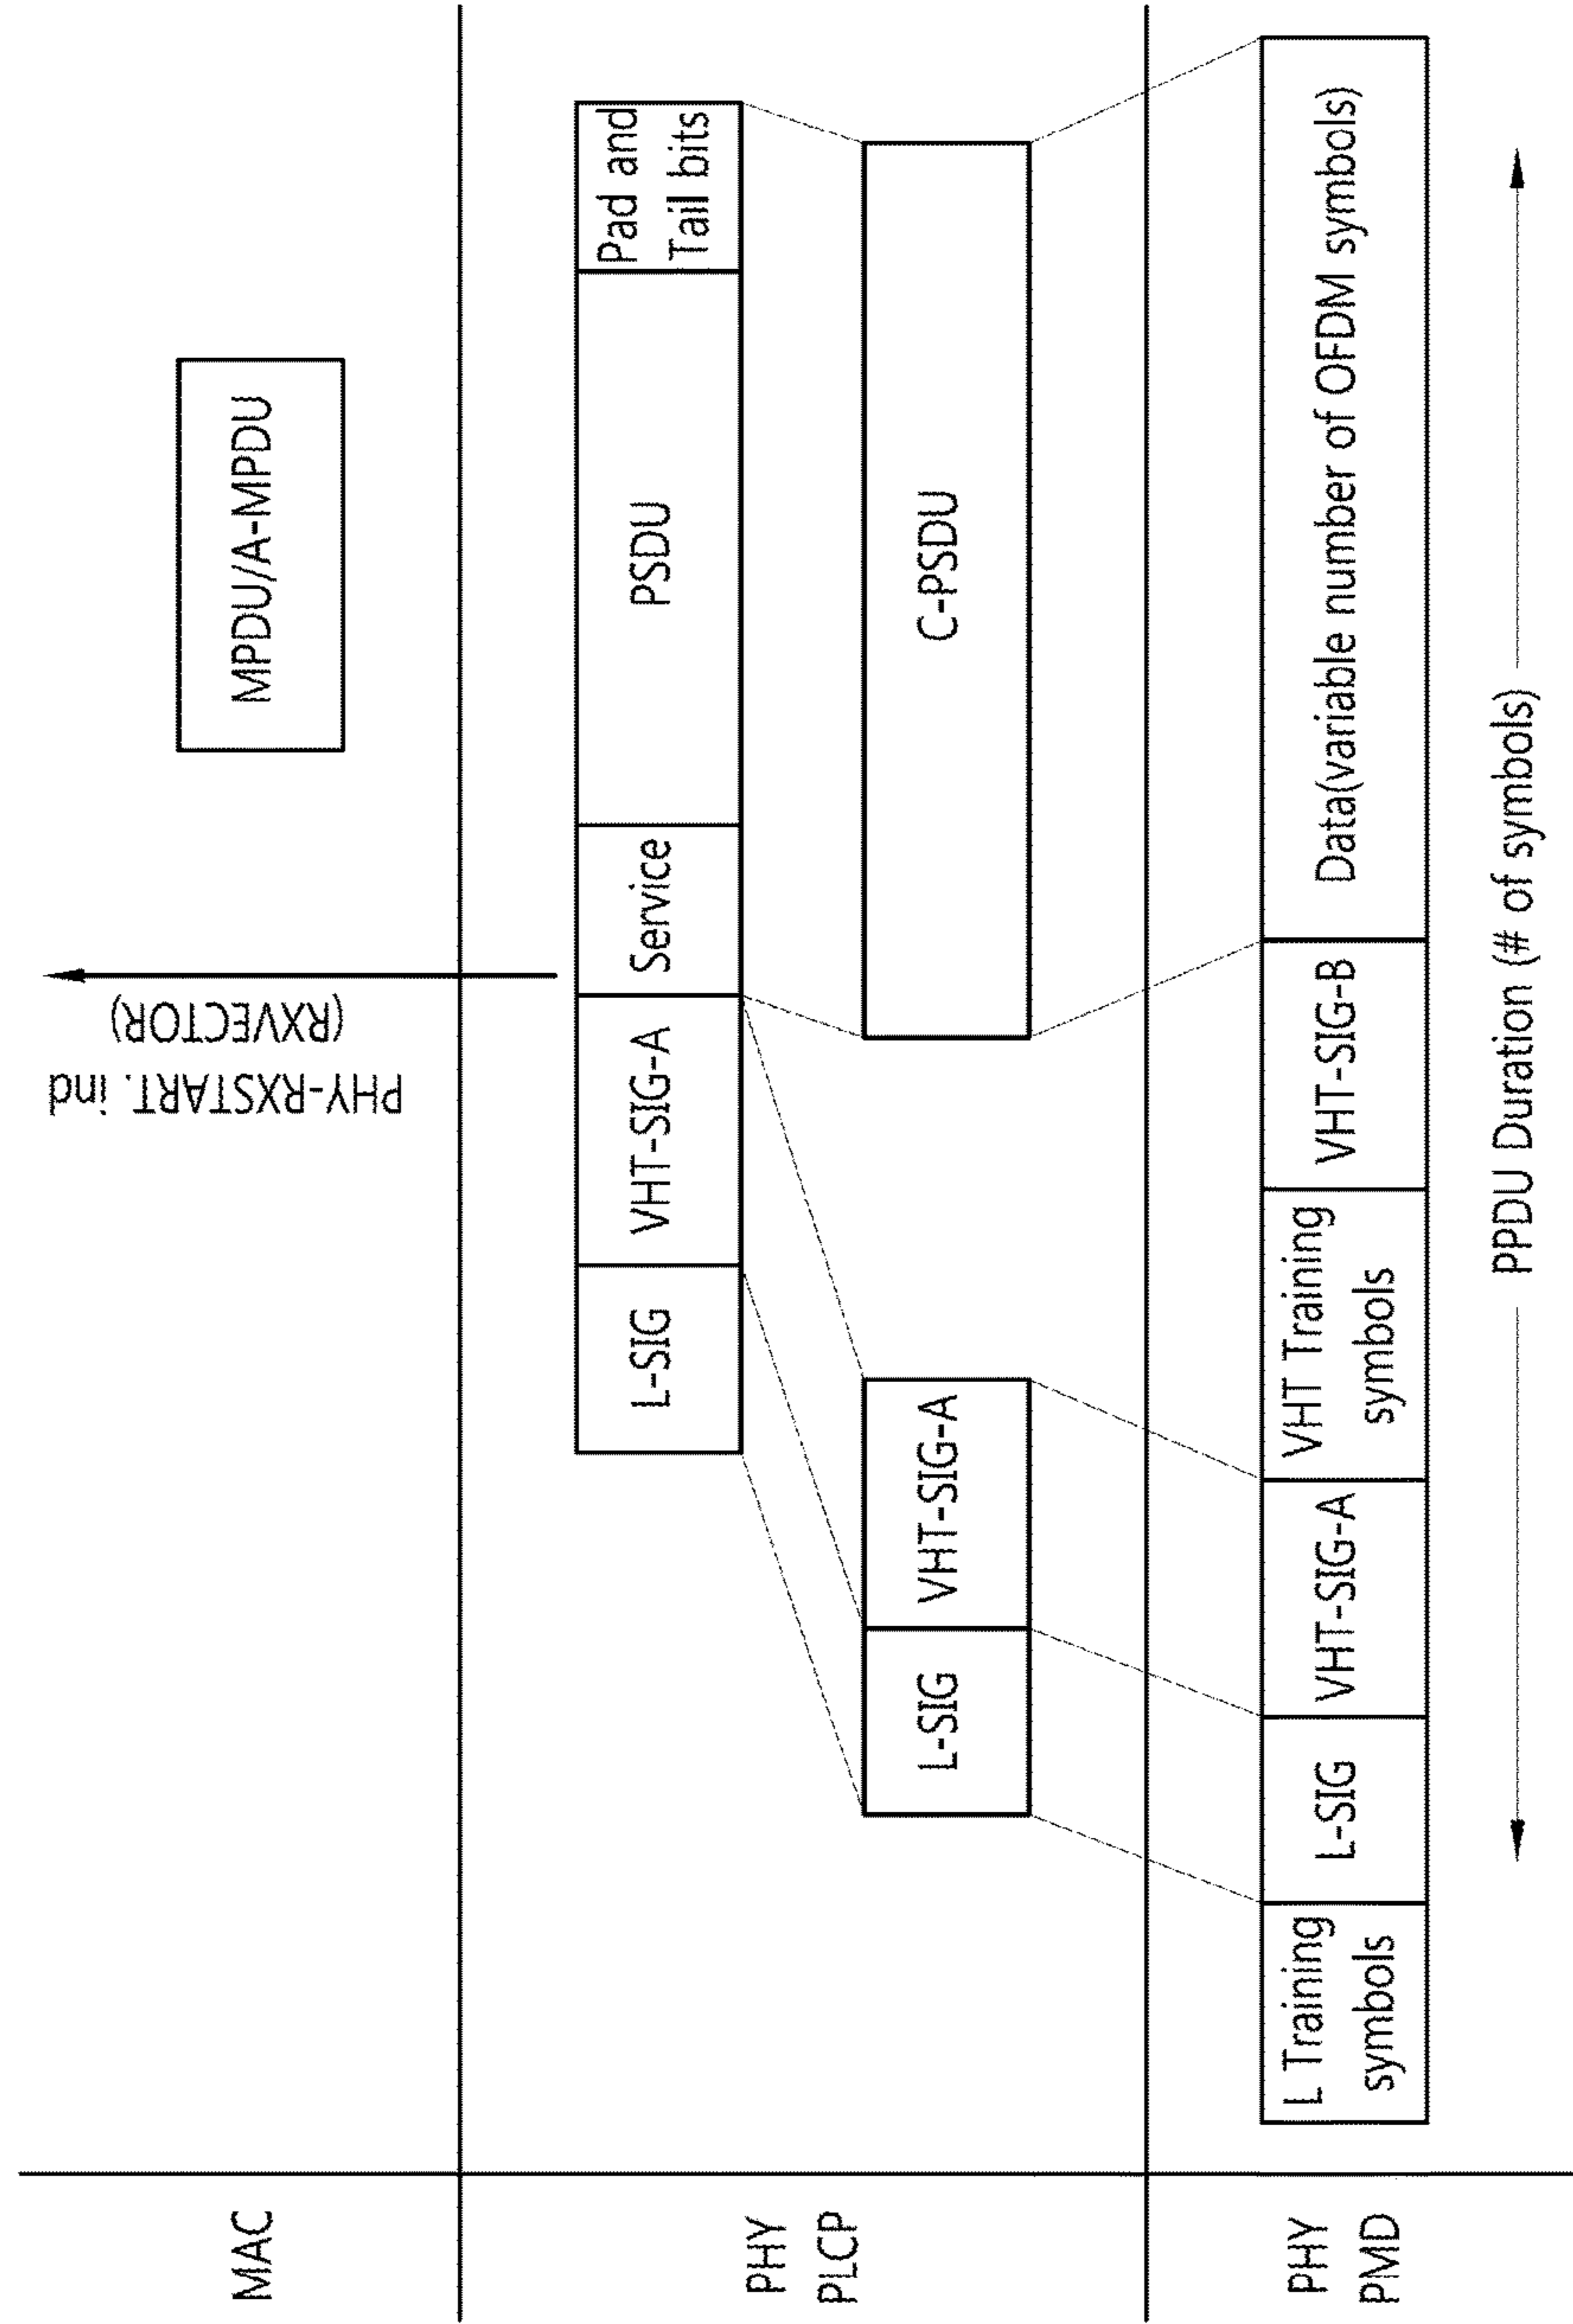 MAC
PHY-RXSTART. ind
(RXVECTOR)
MPDU/A-MPDU
PHY
PLCP
L-SIG
VHT-SIG-A
Service
PSDU
Pad and
Tail bits
L-SIG
VHT-SIG-A
C-PSDU
PHY
PMD
L Training
symbols
L-SIG
VHT-SIG-A
VHT Training
symbols
VHT-SIG-B
Data(variable number of OFDM symbols)
PPDU Duration (# of symbols)